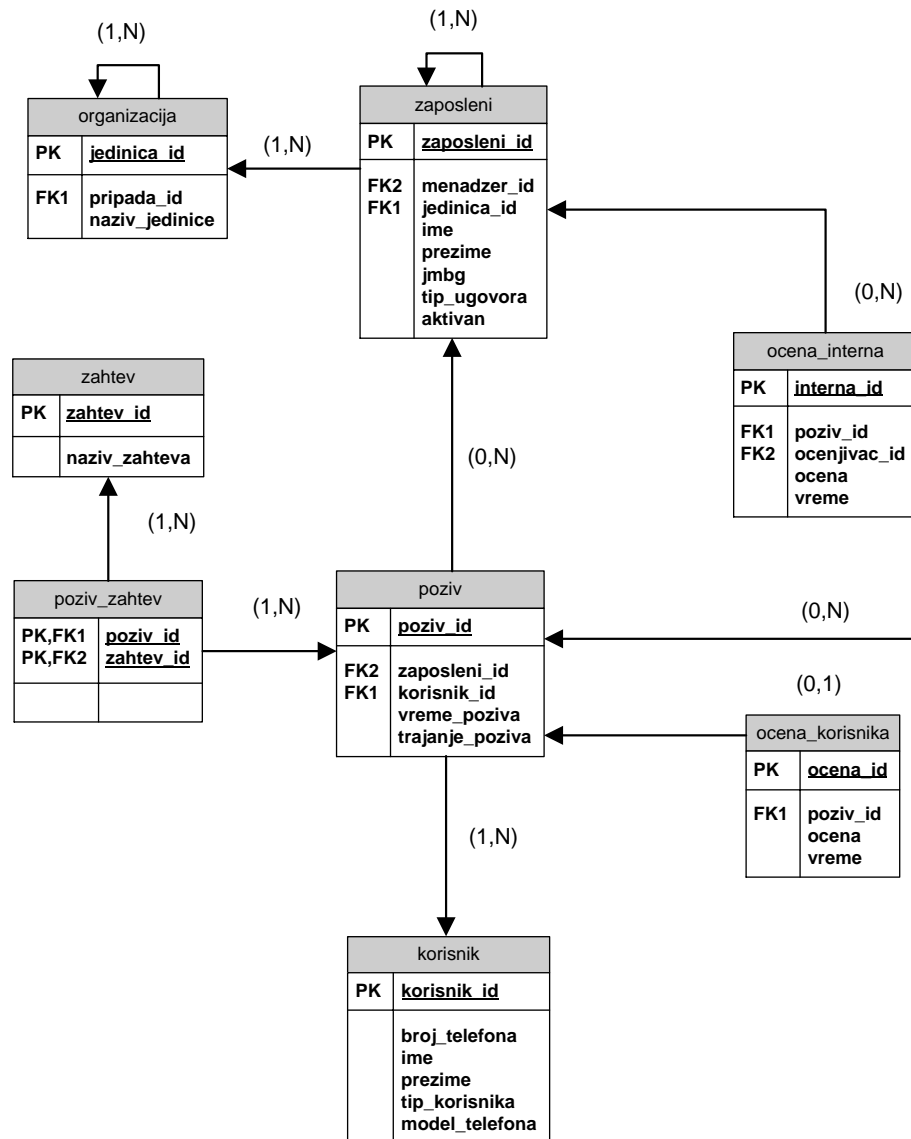 (1,N)
(1,N)
organizacija
PK jedinica_id
FK1 pripada_id
naziv_jedinice
(1,N)
zaposleni
PK zaposleni_id
FK2 menadzer_id
FK1 jedinica_id
ime
prezime
jmbg
tip_ugovora
aktivan
(0,N)
ocena_interna
PK interna_id
FK1 poziv_id
FK2 ocenjivac_id
ocena
vreme
zahtev
PK zahtev_id
naziv_zahteva
(0,N)
(1,N)
poziv_zahtev
PK,FK1 poziv_id
PK,FK2 zahtev_id
(1,N)
poziv
PK poziv_id
FK2 zaposleni_id
FK1 korisnik_id
vreme_poziva
trajanje_poziva
(0,N)
(0,1)
ocena_korisnika
PK ocena_id
FK1 poziv_id
ocena
vreme
(1,N)
korisnik
PK korisnik_id
broj_telefona
ime
prezime
tip_korisnika
model_telefona